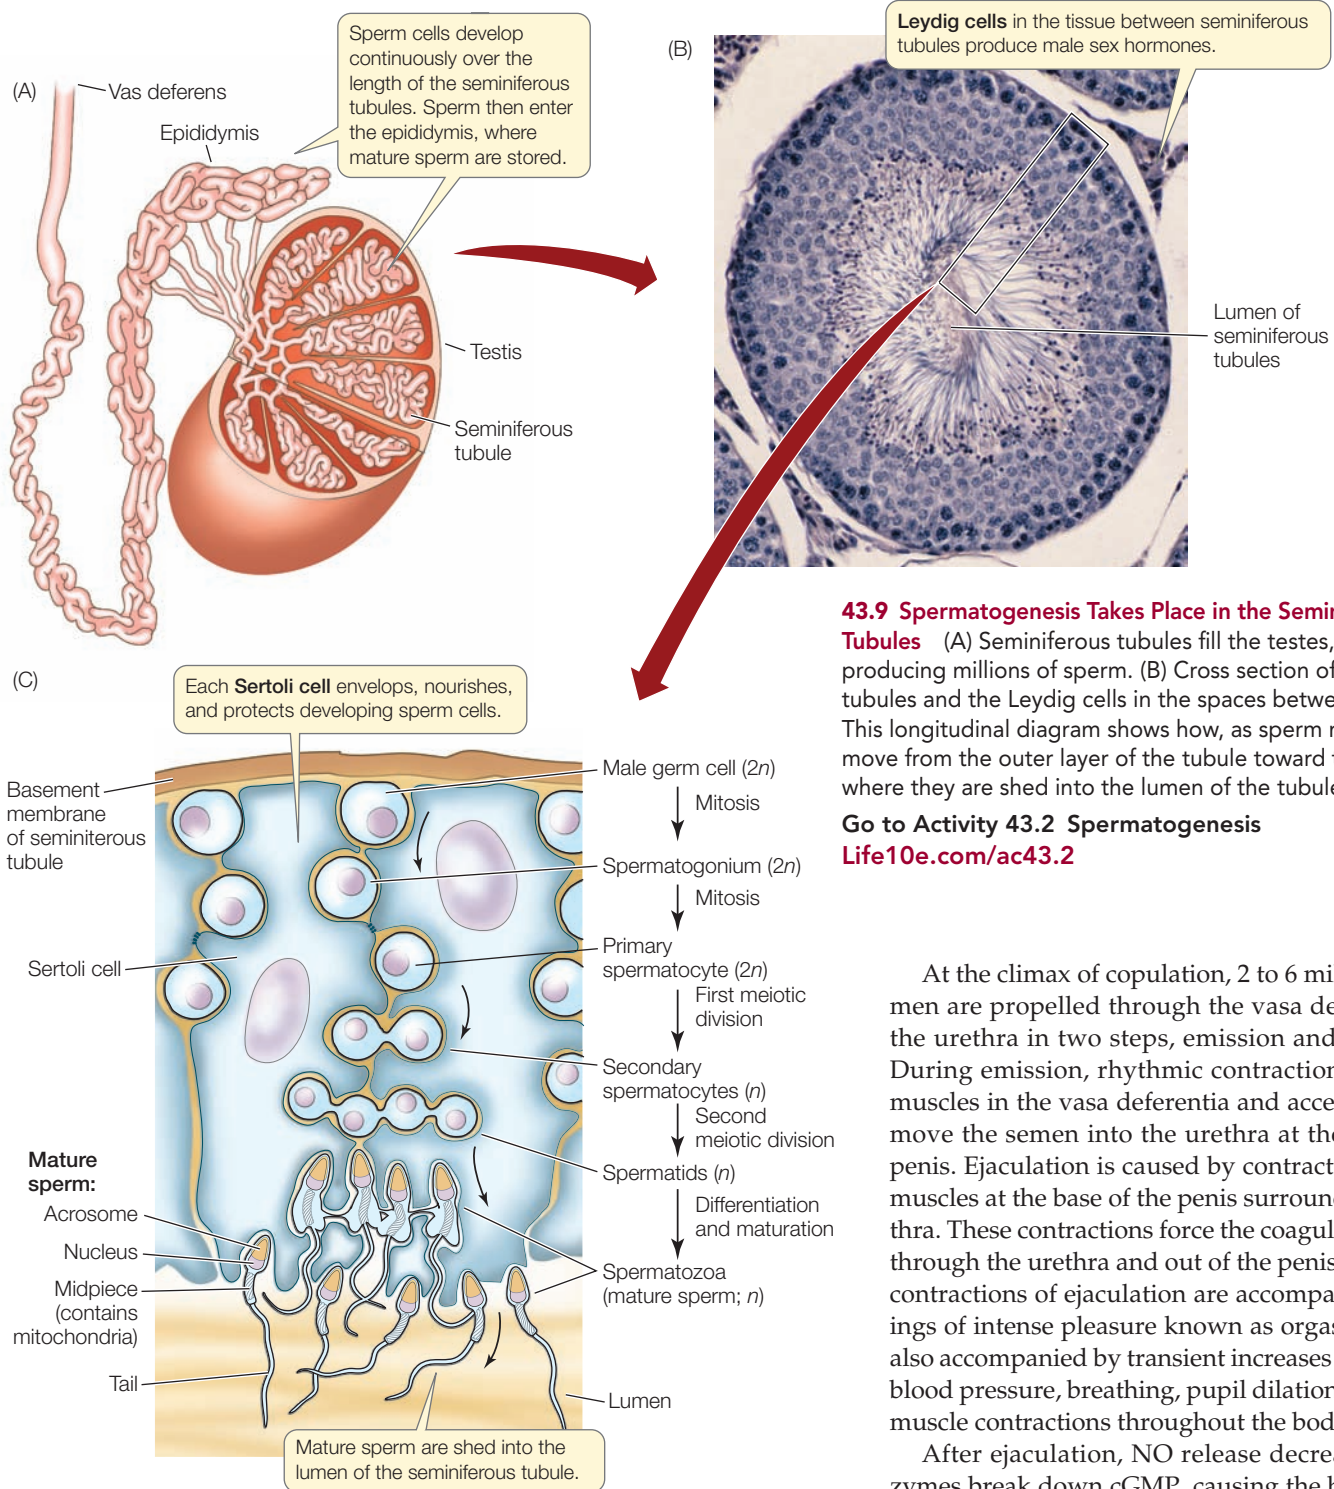 (A)
Vas deferens
Epididymis
Sperm cells develop
continuously over the
length of the seminiferous
tubules. Sperm then enter
the epididymis, where
mature sperm are stored.
Testis
Seminiferous
tubule
(B)
Leydig cells in the tissue between seminiferous
tubules produce male sex hormones.
Lumen of
seminiferous
tubules
43.9 Spermatogenesis Takes Place in the Semin
Tubules (A) Seminiferous tubules fill the testes,
producing millions of sperm. (B) Cross section of
tubules and the Leydig cells in the spaces betwee
This longitudinal diagram shows how, as sperm
move from the outer layer of the tubule toward
where they are shed into the lumen of the tubule
Go to Activity 43.2 Spermatogenesis
Life10e.com/ac43.2
(C)
Each Sertoli cell envelops, nourishes,
and protects developing sperm cells.
Basement
membrane
of seminiterous
tubule
Sertoli cell
Mature
sperm:
Acrosome
Nucleus
Midpiece
(contains
mitochondria)
Tail
Male germ cell (2n)
Mitosis
Spermatogonium (2n)
Mitosis
Primary
spermatocyte (2n)
First meiotic
division
Secondary
spermatocytes (n)
Second
meiotic division
Spermatids (n)
Differentiation
and maturation
Spermatozoa
(mature sperm; n)
Lumen
Mature sperm are shed into the
lumen of the seminiferous tubule.
At the climax of copulation, 2 to 6 mi
men are propelled through the vasa de
the urethra in two steps, emission and
During emission, rhythmic contraction
muscles in the vasa deferentia and acce
move the semen into the urethra at the
penis. Ejaculation is caused by contract
muscles at the base of the penis surroun
thra. These contractions force the coagul
through the urethra and out of the penis
contractions of ejaculation are accompa
ings of intense pleasure known as orgas
also accompanied by transient increases
blood pressure, breathing, pupil dilation
muscle contractions throughout the bod
After ejaculation, NO release decrea
zymes break down cGMP, causing the